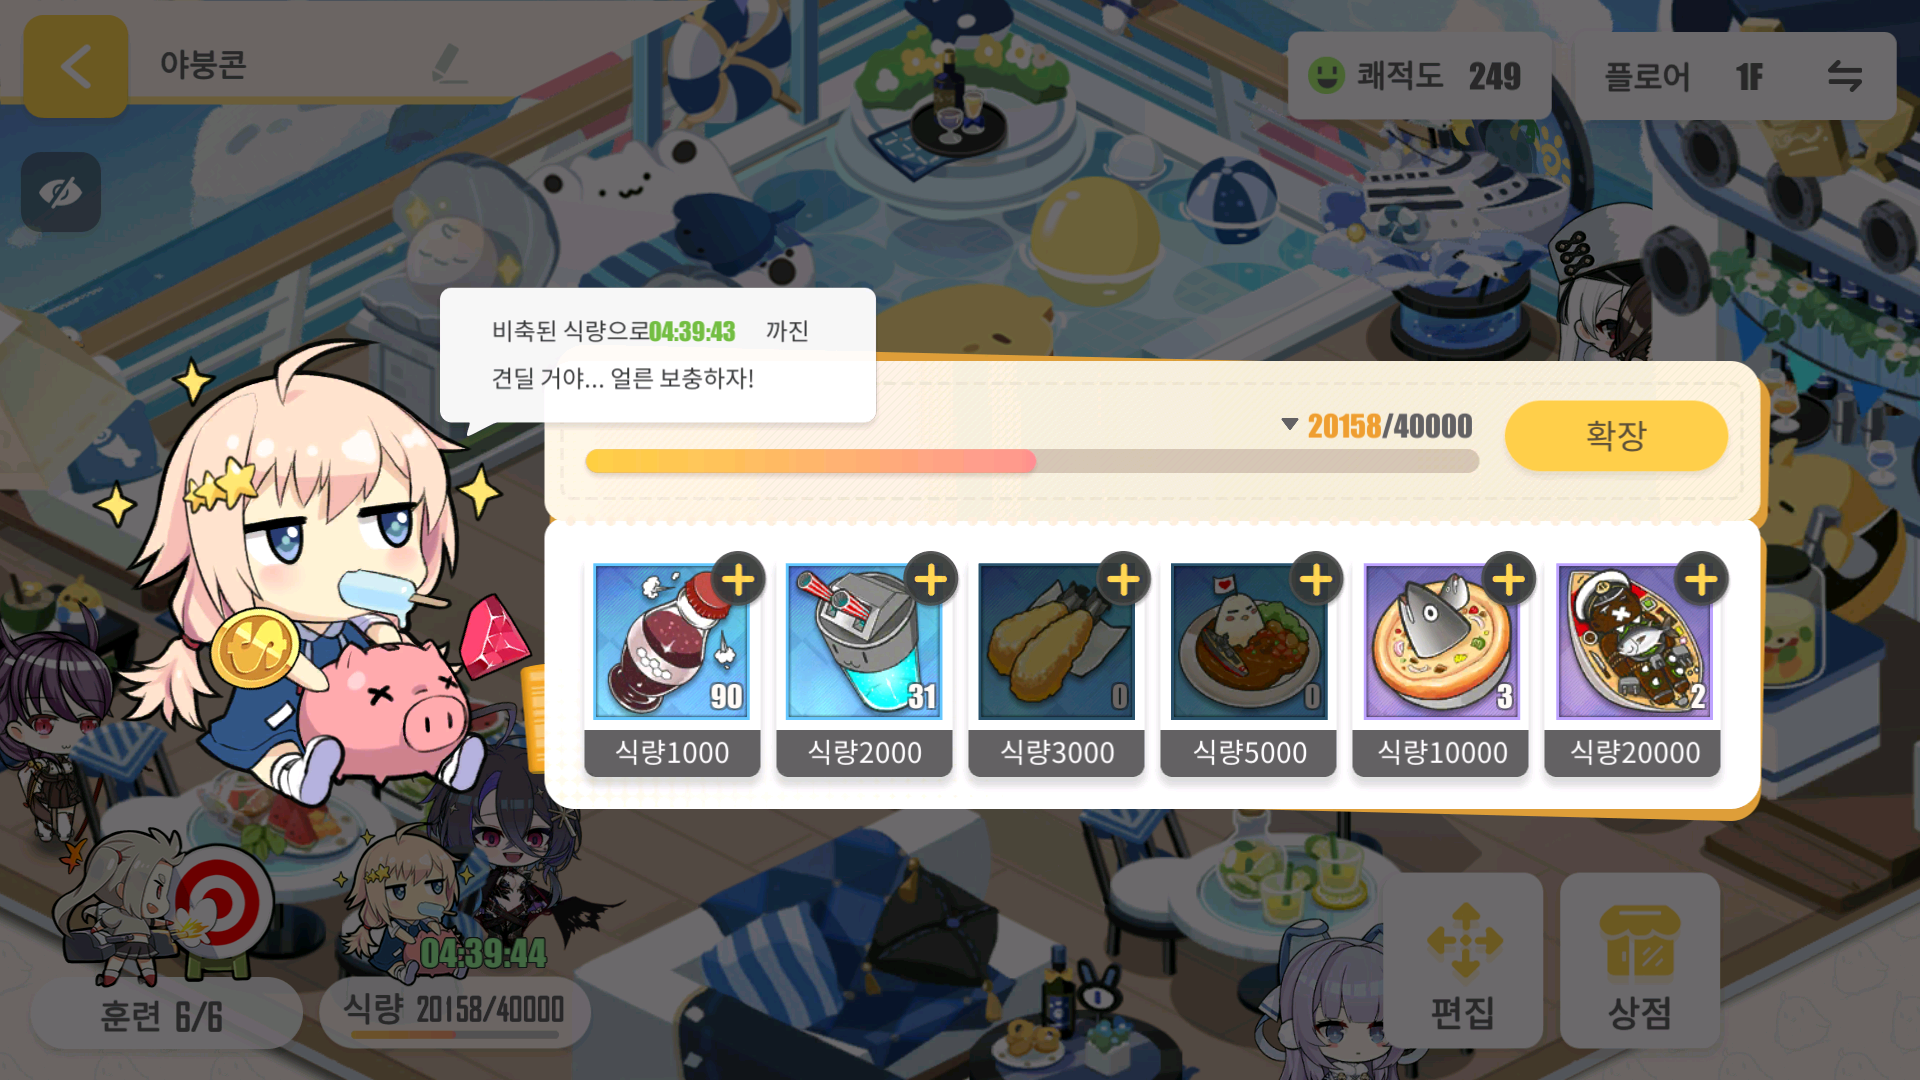 야붕콘
쾌적도 249
플로어 1F
비축된 식량으로04:39:43 까진
견딜 거야... 얼른 보충하자!
20158/40000
확장
90
31
0
0
3
2
식량1000
식량2000
식량3000
식량5000
식량10000
식량20000
04:39:44
훈련 6/6
식량 20158/40000
편집
상점